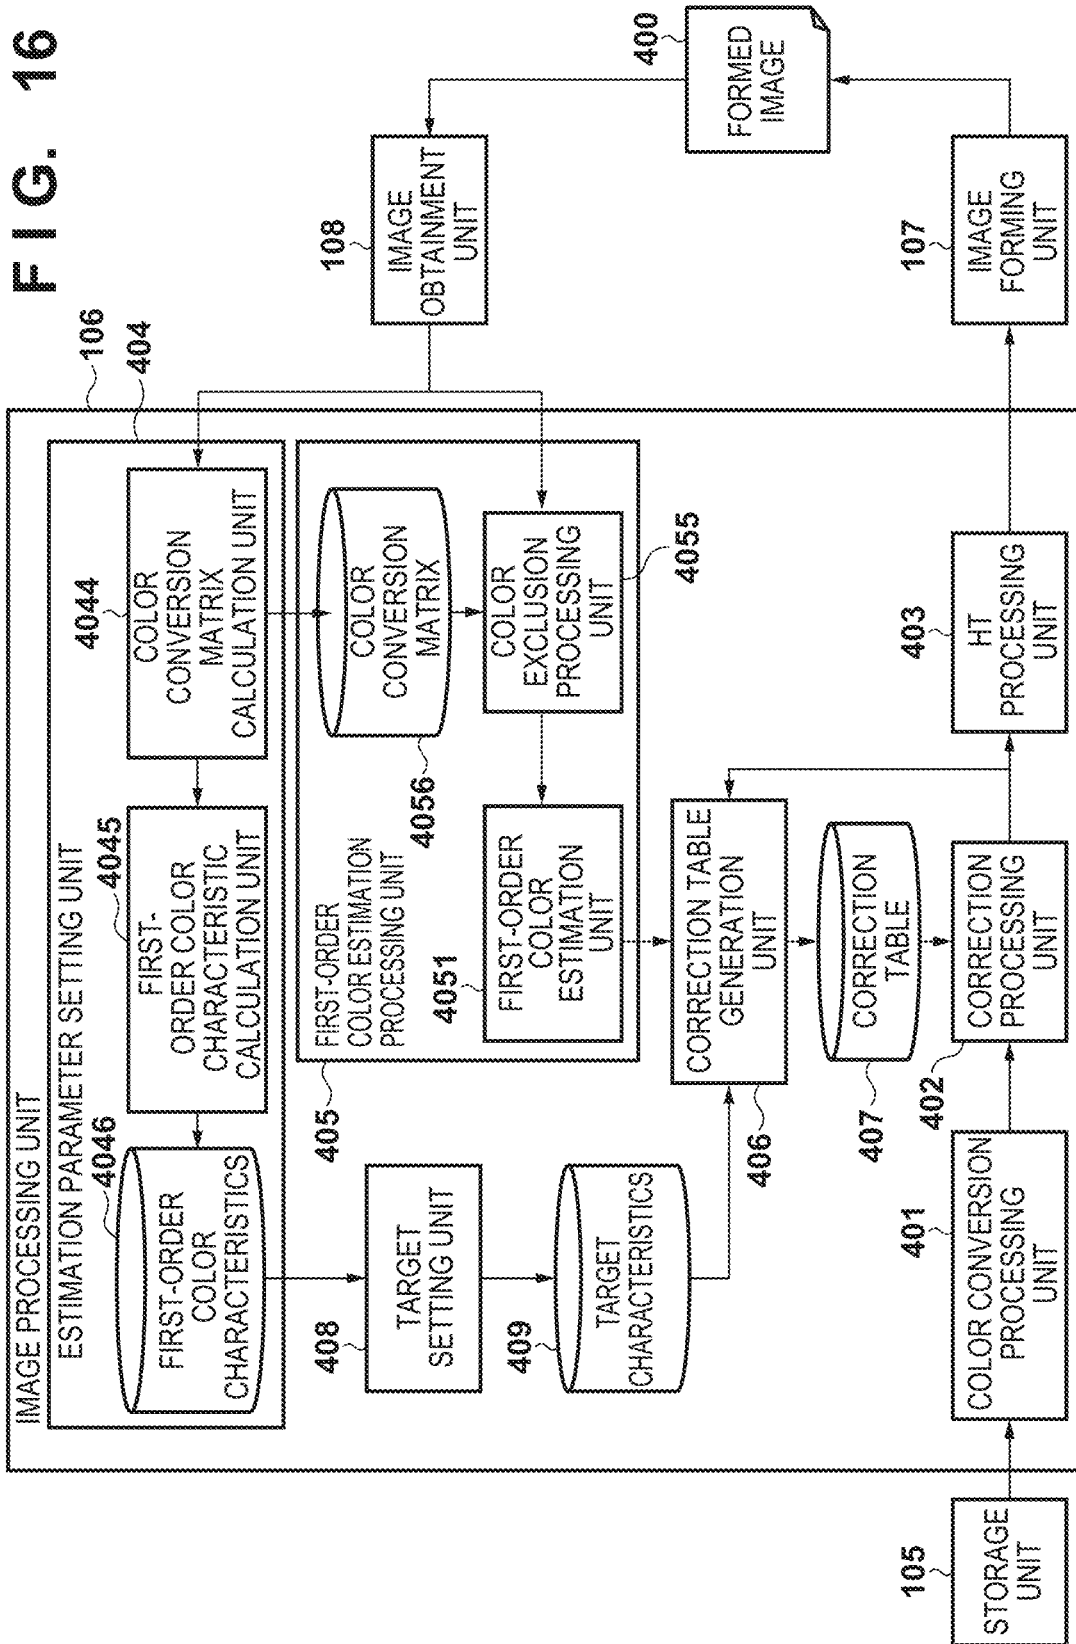 FIG. 16
IMAGE PROCESSING UNIT
106
ESTIMATION PARAMETER SETTING UNIT
404
4046
FIRST-ORDER
COLOR
CHARACTERISTICS
4045
FIRST-
ORDER COLOR
CHARACTERISTIC
CALCULATION UNIT
4044
COLOR
CONVERSION
MATRIX
CALCULATION UNIT
108
IMAGE
OBTAINMENT
UNIT
405
FIRST-ORDER
COLOR ESTIMATION
PROCESSING UNIT
4056
COLOR
CONVERSION
MATRIX
4051
FIRST-ORDER
COLOR
ESTIMATION
UNIT
COLOR
EXCLUSION
PROCESSING
UNIT
4055
408
TARGET
SETTING UNIT
409
TARGET
CHARACTERISTICS
CORRECTION TABLE
GENERATION
UNIT
406
CORRECTION
TABLE
407
400
FORMED
IMAGE
105
STORAGE
UNIT
401
COLOR CONVERSION
PROCESSING
UNIT
402
CORRECTION
PROCESSING
UNIT
403
HT
PROCESSING
UNIT
107
IMAGE
FORMING
UNIT